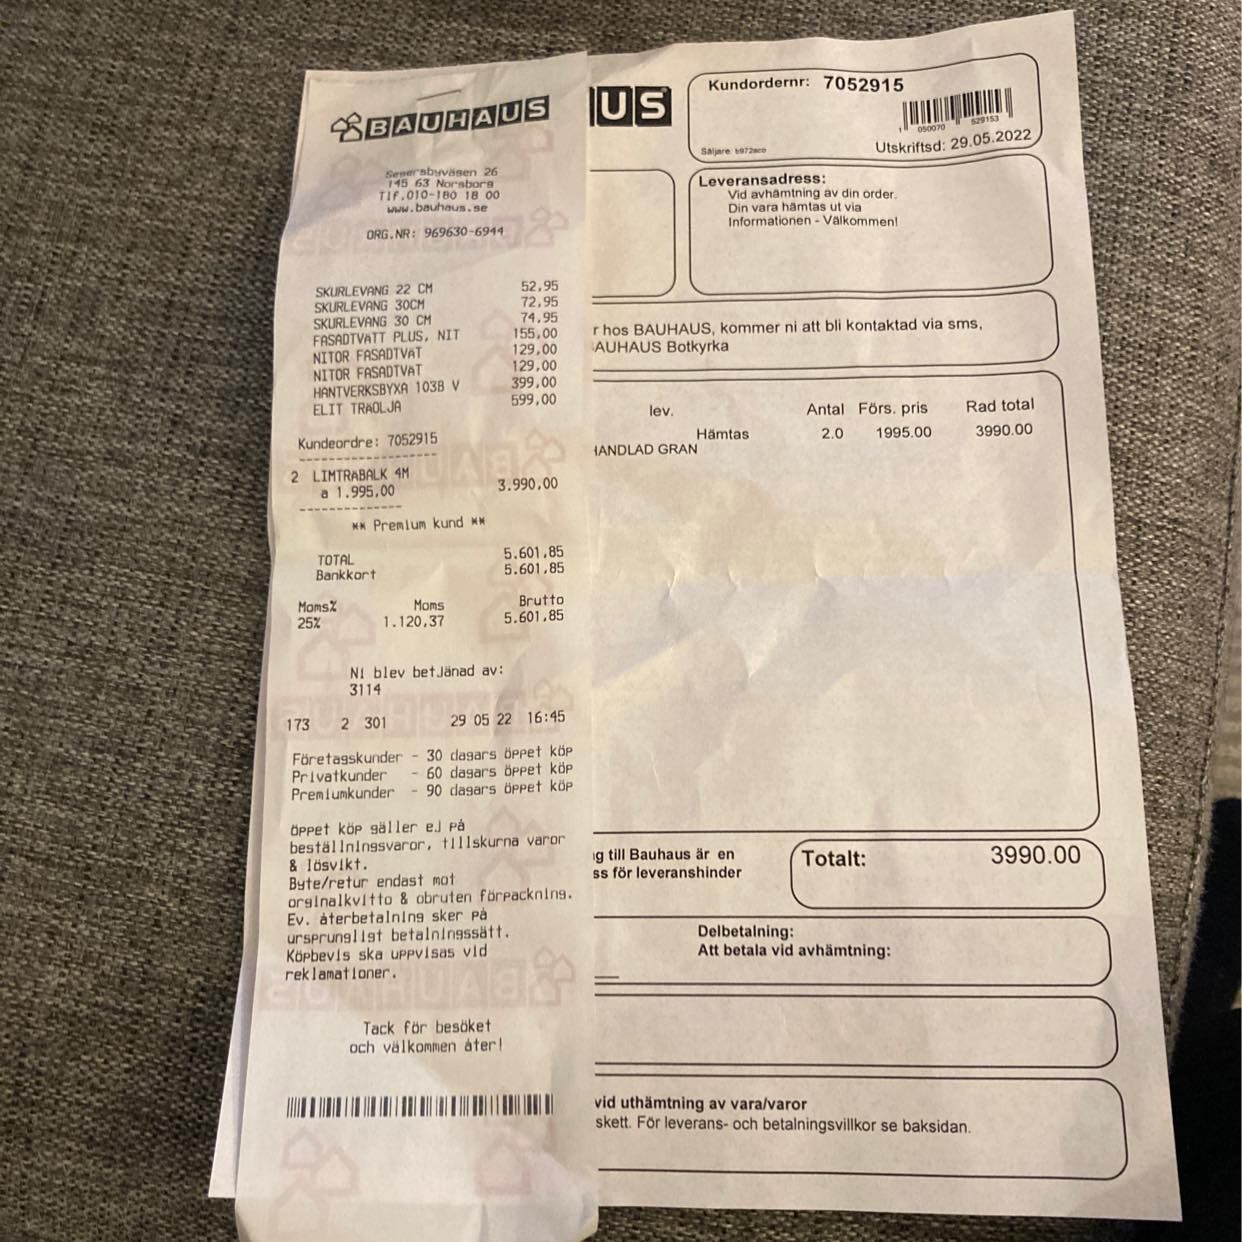 BAUHAUS
Segersbyvägen 26
145 63 Norsborg
Tlf.010-180 18 00
www.bauhaus.se
ORG.NR: 969630-6944
SKURLEVANG 22 CM 52,95
SKURLEVANG 30CM 72,95
SKURLEVANG 30 CM 74,95
FASADTVÄTT PLUS, NIT 155,00
NITOR FASADTVÄT 129,00
NITOR FASADTVÄT 129,00
HANTVERKSBYXA 103B V 399,00
ELIT TRÄOLJA 599,00
Kundeordre: 7052915
2 LIMTRÄBALK 4M
a 1.995,00 3.990,00
** Premium kund **
TOTAL 5.601,85
Bankkort 5.601,85
Moms% Moms Brutto
25% 1.120,37 5.601,85
Ni blev betjänad av:
3114
173 2 301 29 05 22 16:45
Företagskunder - 30 dagars öppet köp
Privatkunder - 60 dagars öppet köp
Premiumkunder - 90 dagars öppet köp
Öppet köp gäller ej på
beställningsvaror, tillskurna varor
& lösvikt.
Byte/retur endast mot
orginalkvitto & obruten förpackning.
Ev. återbetalning sker på
ursprungligt betalningssätt.
Köpbevis ska uppvisas vid
reklamationer.
Tack för besöket
och välkommen åter!
US
Kundordernr: 7052915
1 050070 529153
Säljare: b972aco
Utskriftsd: 29.05.2022
Leveransadress:
Vid avhämtning av din order.
Din vara hämtas ut via
Informationen - Välkommen!
r hos BAUHAUS, kommer ni att bli kontaktad via sms,
AUHAUS Botkyrka
lev. Antal Förs. pris Rad total
Hämtas 2.0 1995.00 3990.00
HANDLAD GRAN
g till Bauhaus är en
ss för leveranshinder
Totalt: 3990.00
Delbetalning:
Att betala vid avhämtning:
vid uthämtning av vara/varor
skett. För leverans- och betalningsvillkor se baksidan.